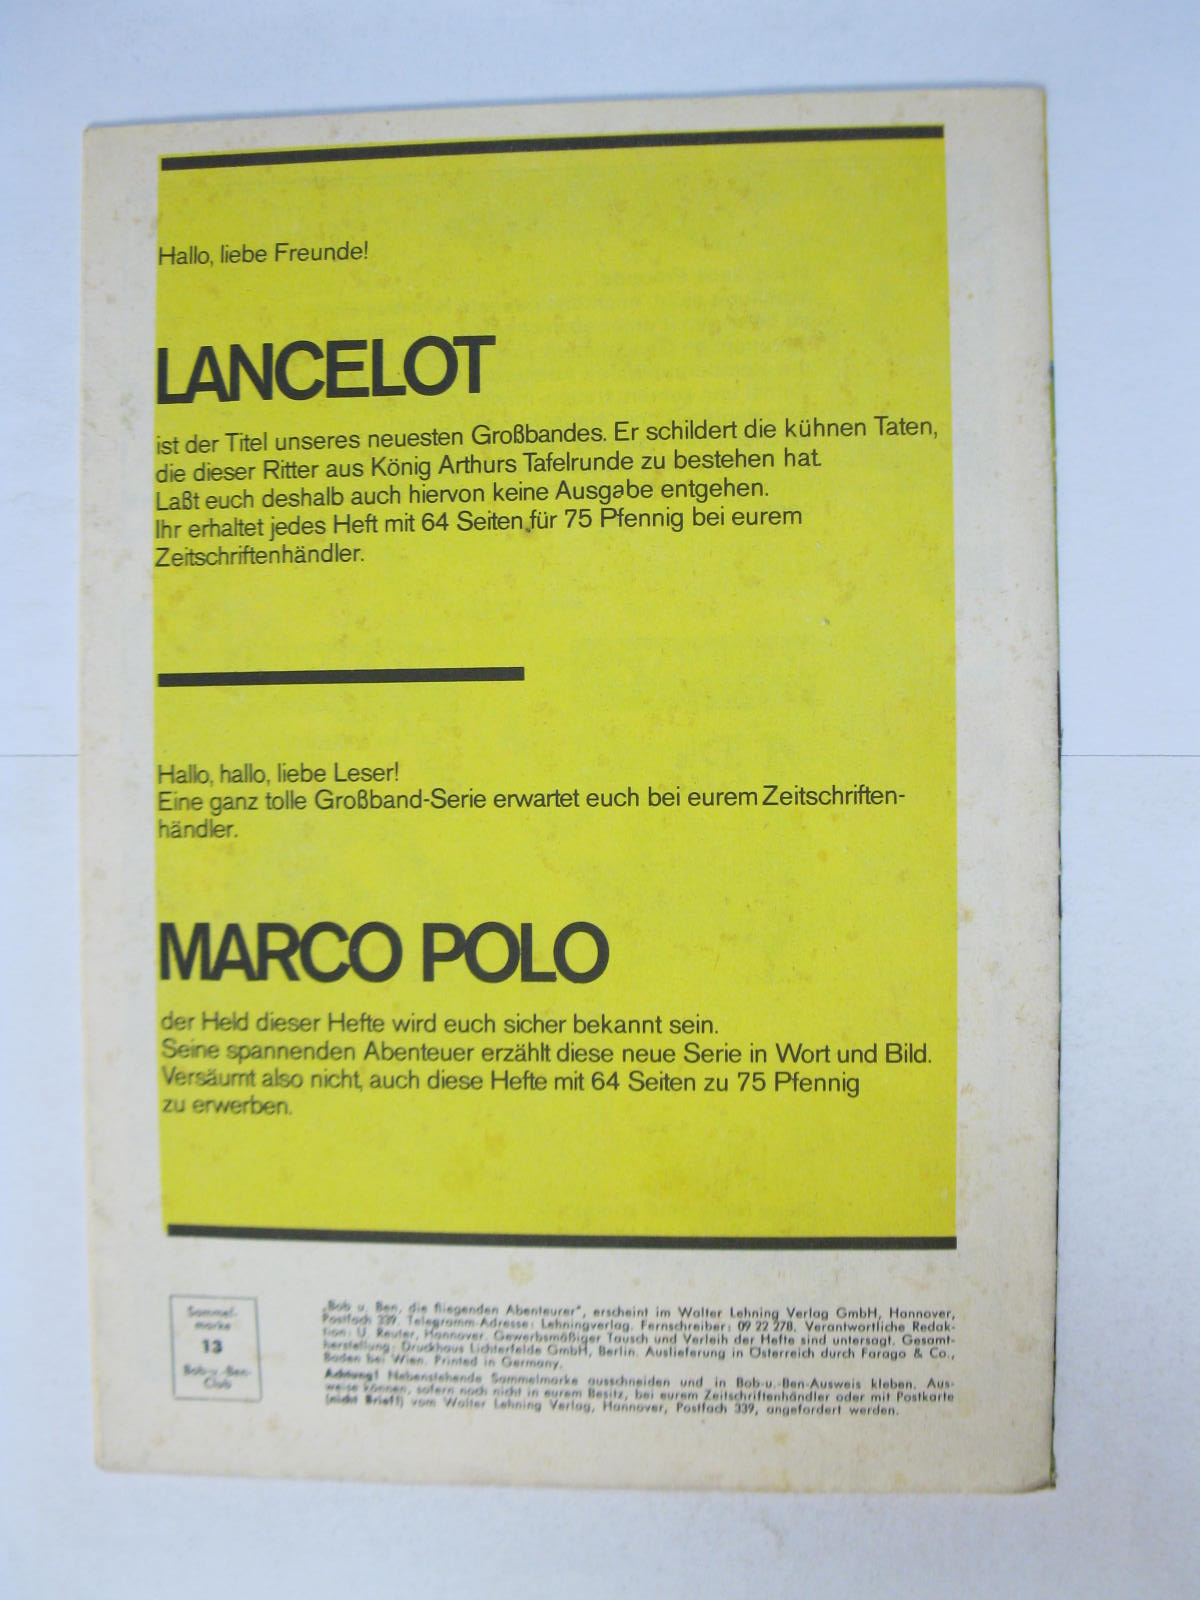 Hallo, liebe Freunde!
LANCELOT
ist der Titel unseres neuesten Großbandes. Er schildert die kühnen Taten,
die dieser Ritter aus König Arthurs Tafelrunde zu bestehen hat.
Laßt euch deshalb auch hiervon keine Ausgabe entgehen.
Ihr erhaltet jedes Heft mit 64 Seiten für 75 Pfennig bei eurem
Zeitschriftenhändler.
Hallo, hallo, liebe Leser!
Eine ganz tolle Großband-Serie erwartet euch bei eurem Zeitschriften-
händler.
MARCO POLO
der Held dieser Hefte wird euch sicher bekannt sein.
Seine spannenden Abenteuer erzählt diese neue Serie in Wort und Bild.
Versäumt also nicht, auch diese Hefte mit 64 Seiten zu 75 Pfennig
zu erwerben.
Sammel-
marke
13
Bob-u.-Ben-
Club
„Bob u. Ben, die fliegenden Abenteurer", erscheint im Walter Lehning Verlag GmbH, Hannover,
Postfach 339. Telegramm-Adresse: Lehningverlag. Fernschreiber: 09 22 278. Verantwortliche Redak-
tion: U. Reuter, Hannover. Gewerbsmäßiger Tausch und Verleih der Hefte sind untersagt. Gesamt-
herstellung: Druckhaus Lichterfelde GmbH, Berlin. Auslieferung in Österreich durch Farago & Co.,
Baden bei Wien. Printed in Germany.
Achtung! Nebenstehende Sammelmarke ausschneiden und in Bob-u.-Ben-Ausweis kleben. Aus-
weise können, sofern noch nicht in eurem Besitz, bei eurem Zeitschriftenhändler oder mit Postkarte
(nicht Brief!) vom Walter Lehning Verlag, Hannover, Postfach 339, angefordert werden.